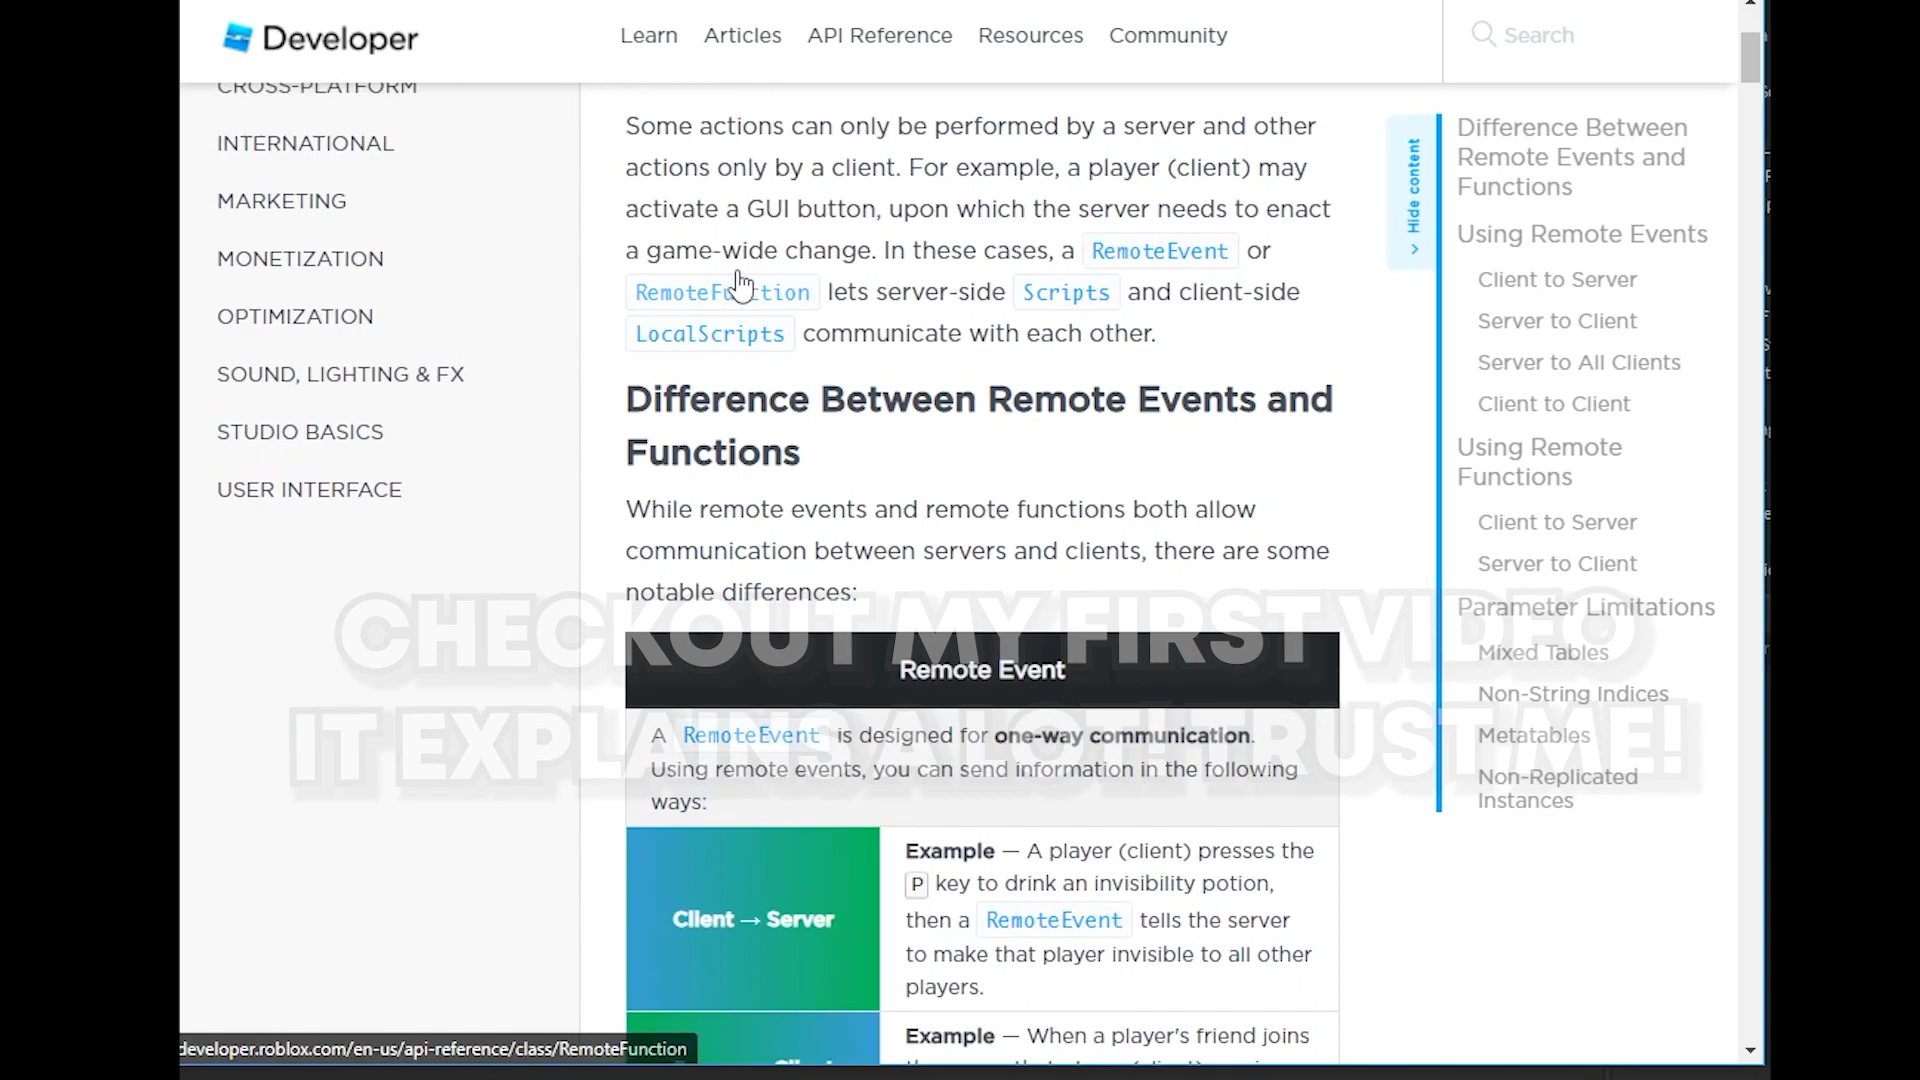 Developer
Learn
Articles
API Reference
Resources
Community
Search
CROSS-PLATFORM
INTERNATIONAL
MARKETING
MONETIZATION
OPTIMIZATION
SOUND, LIGHTING & FX
STUDIO BASICS
USER INTERFACE
Some actions can only be performed by a server and other
actions only by a client. For example, a player (client) may
activate a GUI button, upon which the server needs to enact
a game-wide change. In these cases, a RemoteEvent or
RemoteFunction lets server-side Scripts and client-side
LocalScripts communicate with each other.
Difference Between Remote Events and
Functions
While remote events and remote functions both allow
communication between servers and clients, there are some
notable differences:
Remote Event
A RemoteEvent is designed for one-way communication.
Using remote events, you can send information in the following
ways:
Client → Server
Example — A player (client) presses the
P key to drink an invisibility potion,
then a RemoteEvent tells the server
to make that player invisible to all other
players.
Example — When a player's friend joins
Hide content
Difference Between
Remote Events and
Functions
Using Remote Events
Client to Server
Server to Client
Server to All Clients
Client to Client
Using Remote
Functions
Client to Server
Server to Client
Parameter Limitations
Mixed Tables
Non-String Indices
Metatables
Non-Replicated
Instances
CHECKOUT MY FIRST VIDEO
IT EXPLAINS A LOT! TRUST ME!
developer.roblox.com/en-us/api-reference/class/RemoteFunction